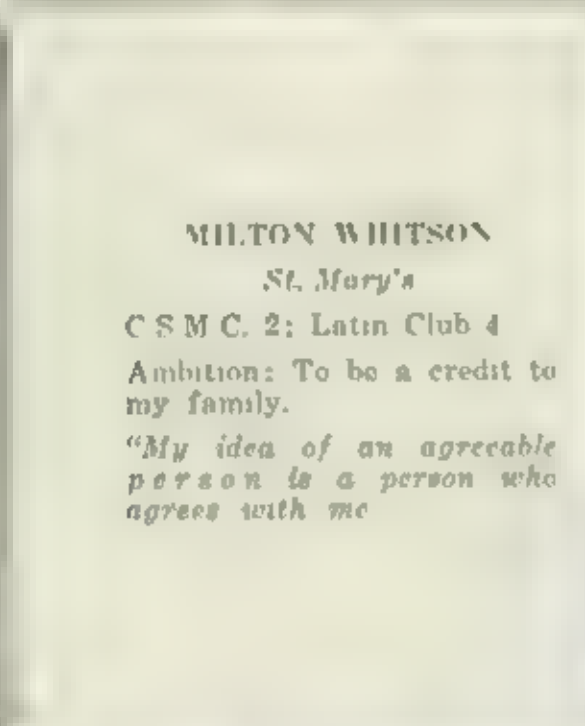 MILTON WHITSON
St. Mary's
C S M C. 2; Latin Club 4
Ambition: To be a credit to
my family.
"My idea of an agreeable
person is a person who
agrees with me